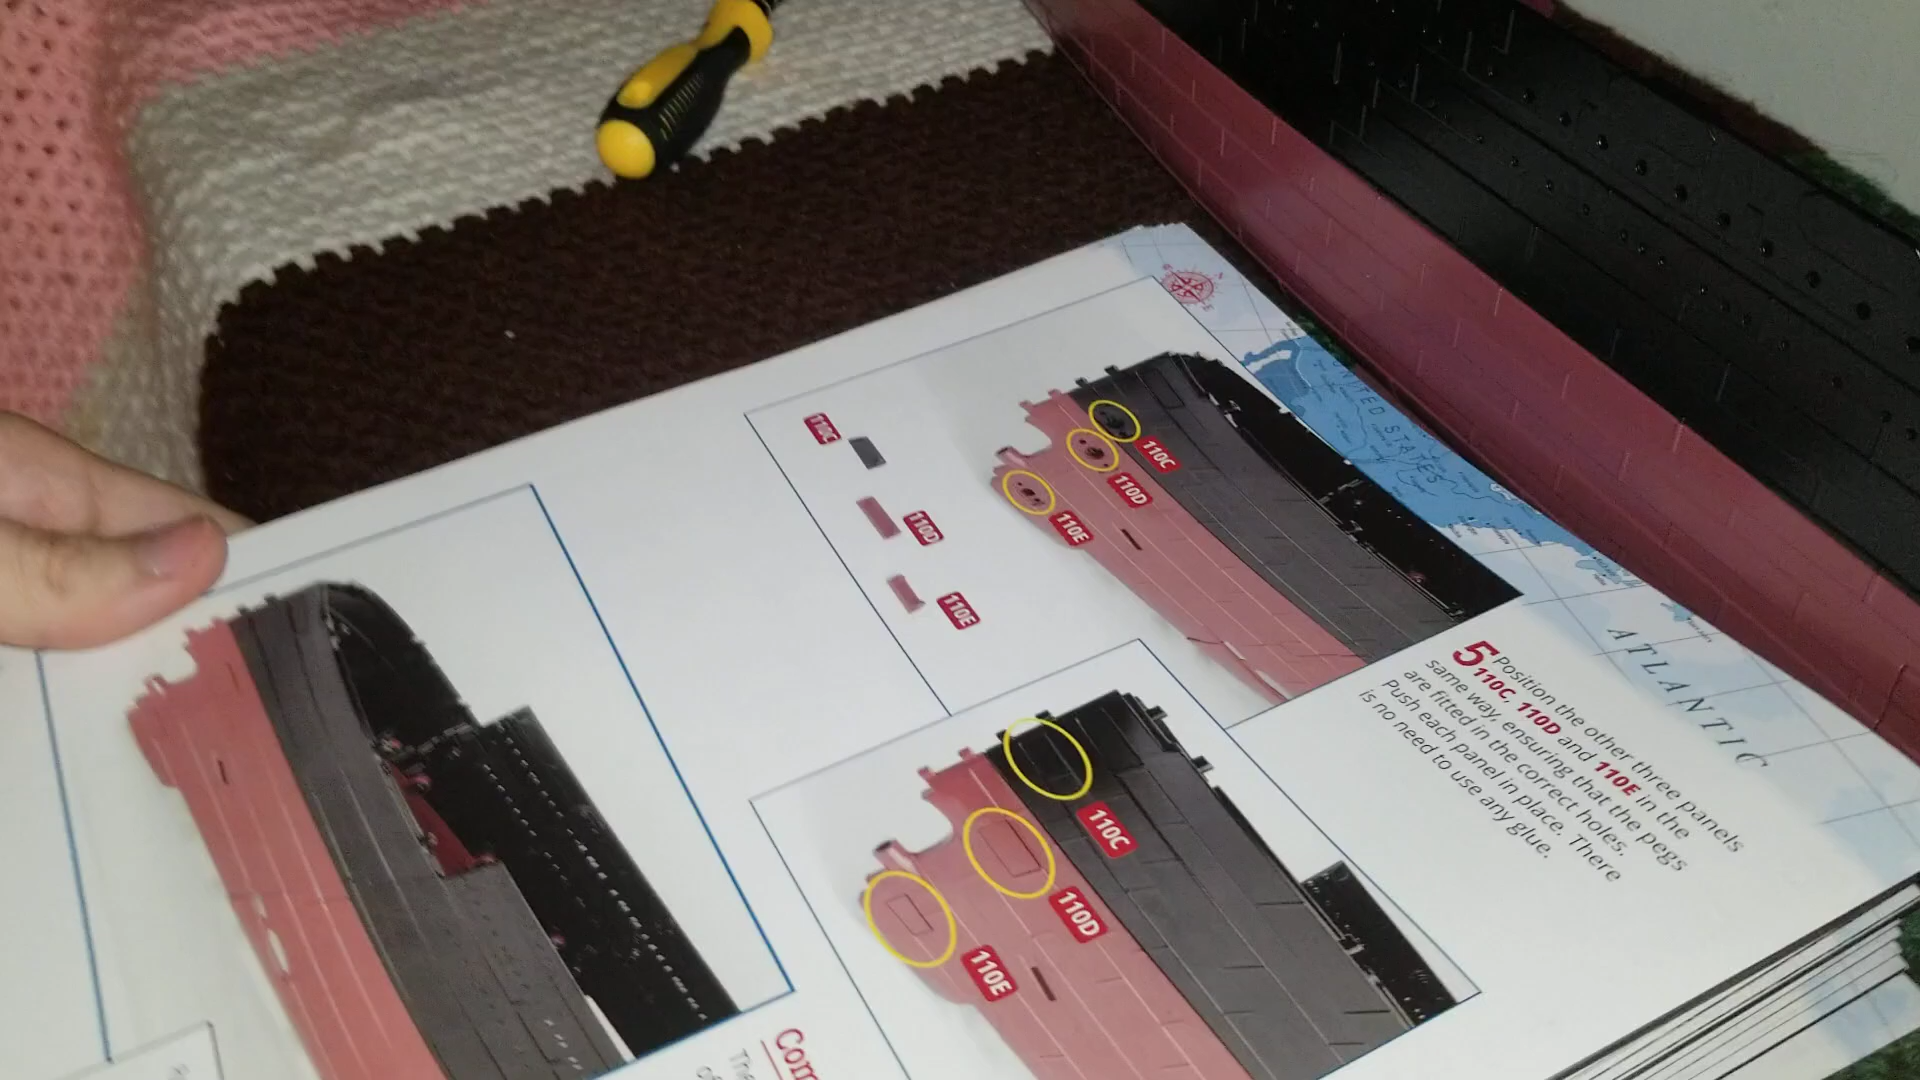 UNITED STATES
ATLANTIC
110C
110D
110E
110C
110D
110E
5 Position the other three panels
110C, 110D and 110E in the
same way, ensuring that the pegs
are fitted in the correct holes.
Push each panel in place. There
is no need to use any glue.
110C
110D
110E
Com
The